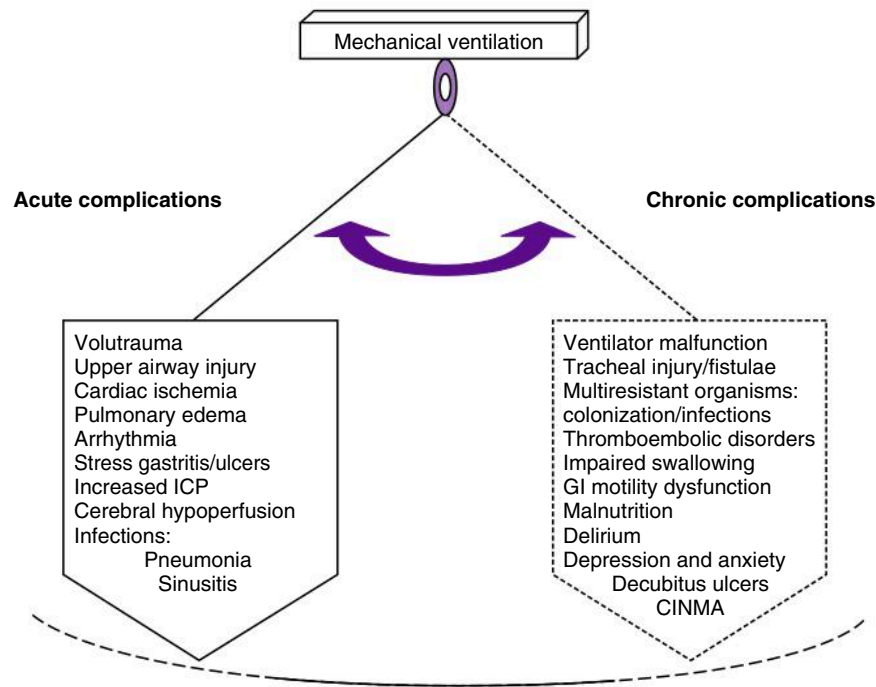 Mechanical ventilation
Acute complications
Chronic complications
Volutrauma
Upper airway injury
Cardiac ischemia
Pulmonary edema
Arrhythmia
Stress gastritis/ulcers
Increased ICP
Cerebral hypoperfusion
Infections:
Pneumonia
Sinusitis
Ventilator malfunction
Tracheal injury/fistulae
Multiresistant organisms:
colonization/infections
Thromboembolic disorders
Impaired swallowing
GI motility dysfunction
Malnutrition
Delirium
Depression and anxiety
Decubitus ulcers
CINMA